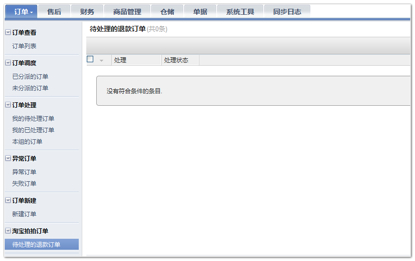 订单 售后 财务 商品管理 仓储 单据 系统工具 同步日志
订单查看
订单列表
订单调度
已分派的订单
未分派的订单
订单处理
我的待处理订单
我的已处理订单
本组的订单
异常订单
异常订单
失败订单
订单新建
新建订单
淘宝拍拍订单
待处理的退款订单
待处理的退款订单 (共0条)
处理 处理状态
没有符合条件的条目.